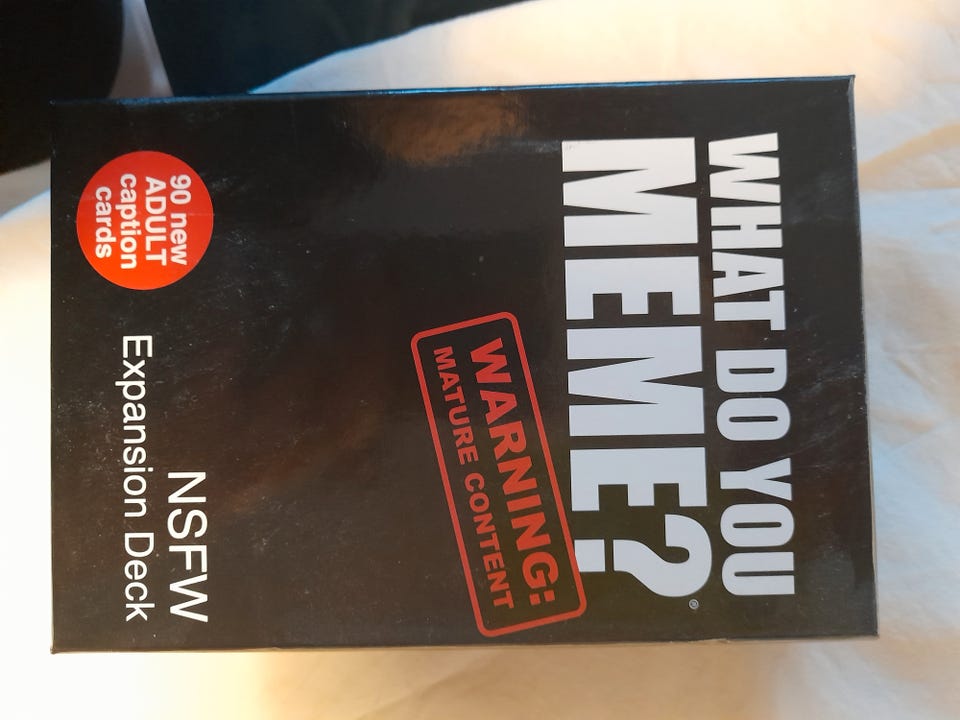 WHAT DO YOU
MEME?®
WARNING:
MATURE CONTENT
90 new
ADULT
caption
cards
NSFW
Expansion Deck